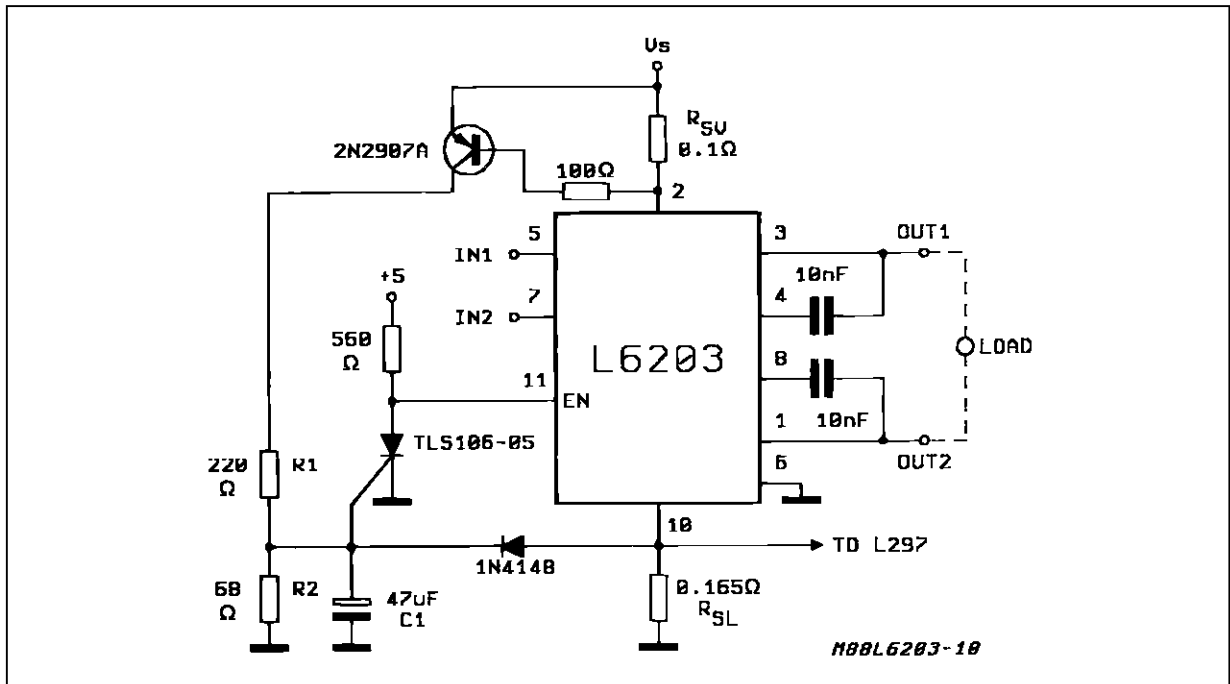 Vs
RSV
0.1Ω
2N2907A
100Ω
2
5
IN1
3
OUT1
+5
10nF
7
IN2
4
560
Ω
L6203
LOAD
8
11
EN
10nF
1
TLS106-05
OUT2
6
220
Ω
R1
10
TO L297
1N4148
68
Ω
R2
47uF
C1
0.165Ω
RSL
M88L6203-10